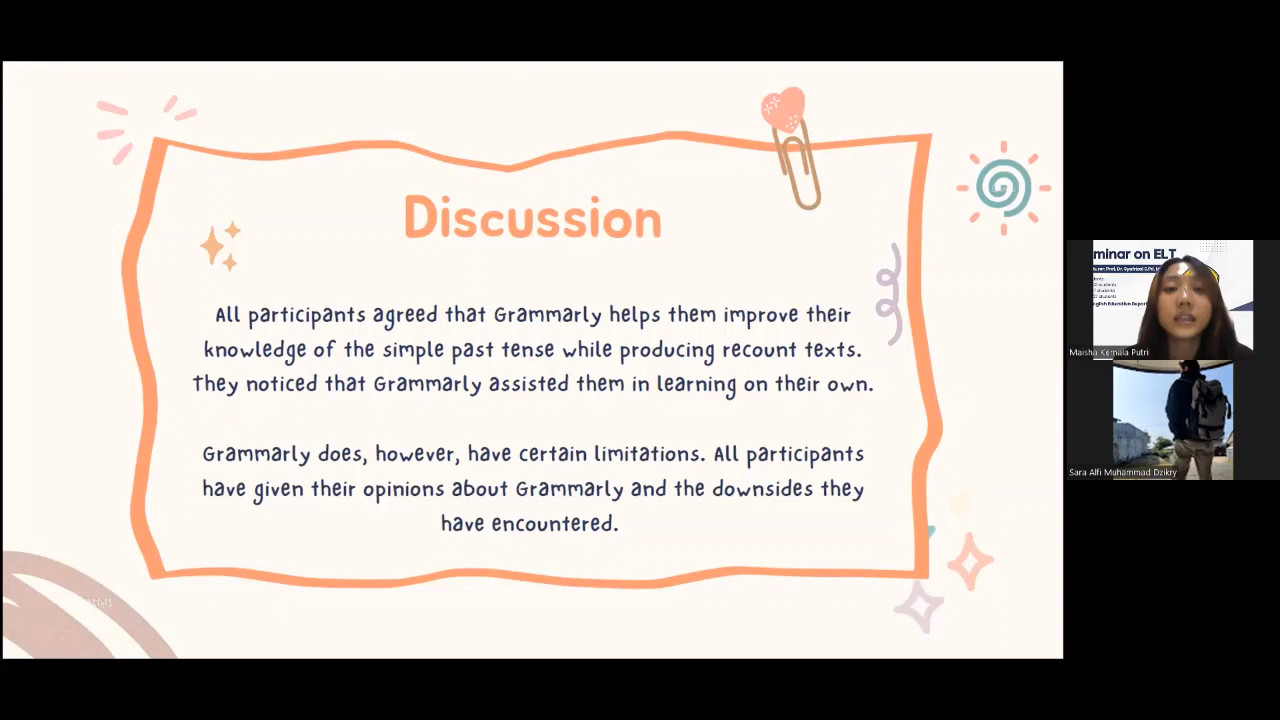 Discussion
All participants agreed that Grammarly helps them improve their
knowledge of the simple past tense while producing recount texts.
They noticed that Grammarly assisted them in learning on their own.
Grammarly does, however, have certain limitations. All participants
have given their opinions about Grammarly and the downsides they
have encountered.
minar on ELT
Maisha Kemala Putri
Sara Alfi Muhammad Dzikry